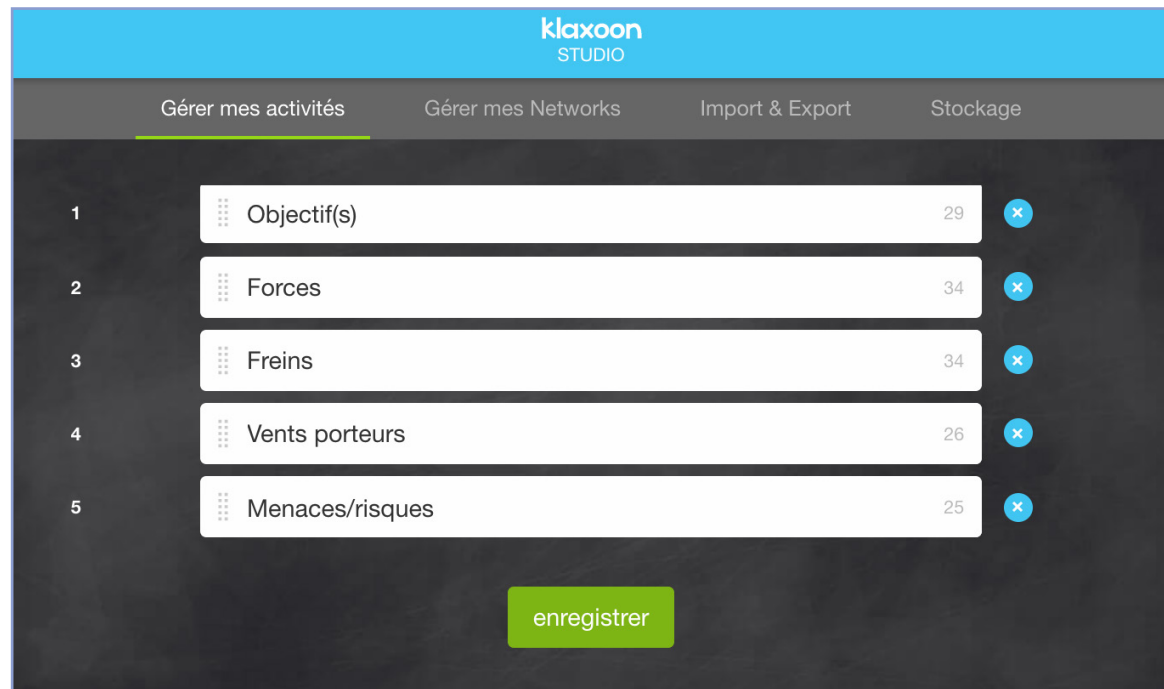 klaxoon
STUDIO
Gérer mes activités Gérer mes Networks Import & Export Stockage
1 Objectif(s) 29
2 Forces 34
3 Freins 34
4 Vents porteurs 26
5 Menaces/risques 25
enregistrer